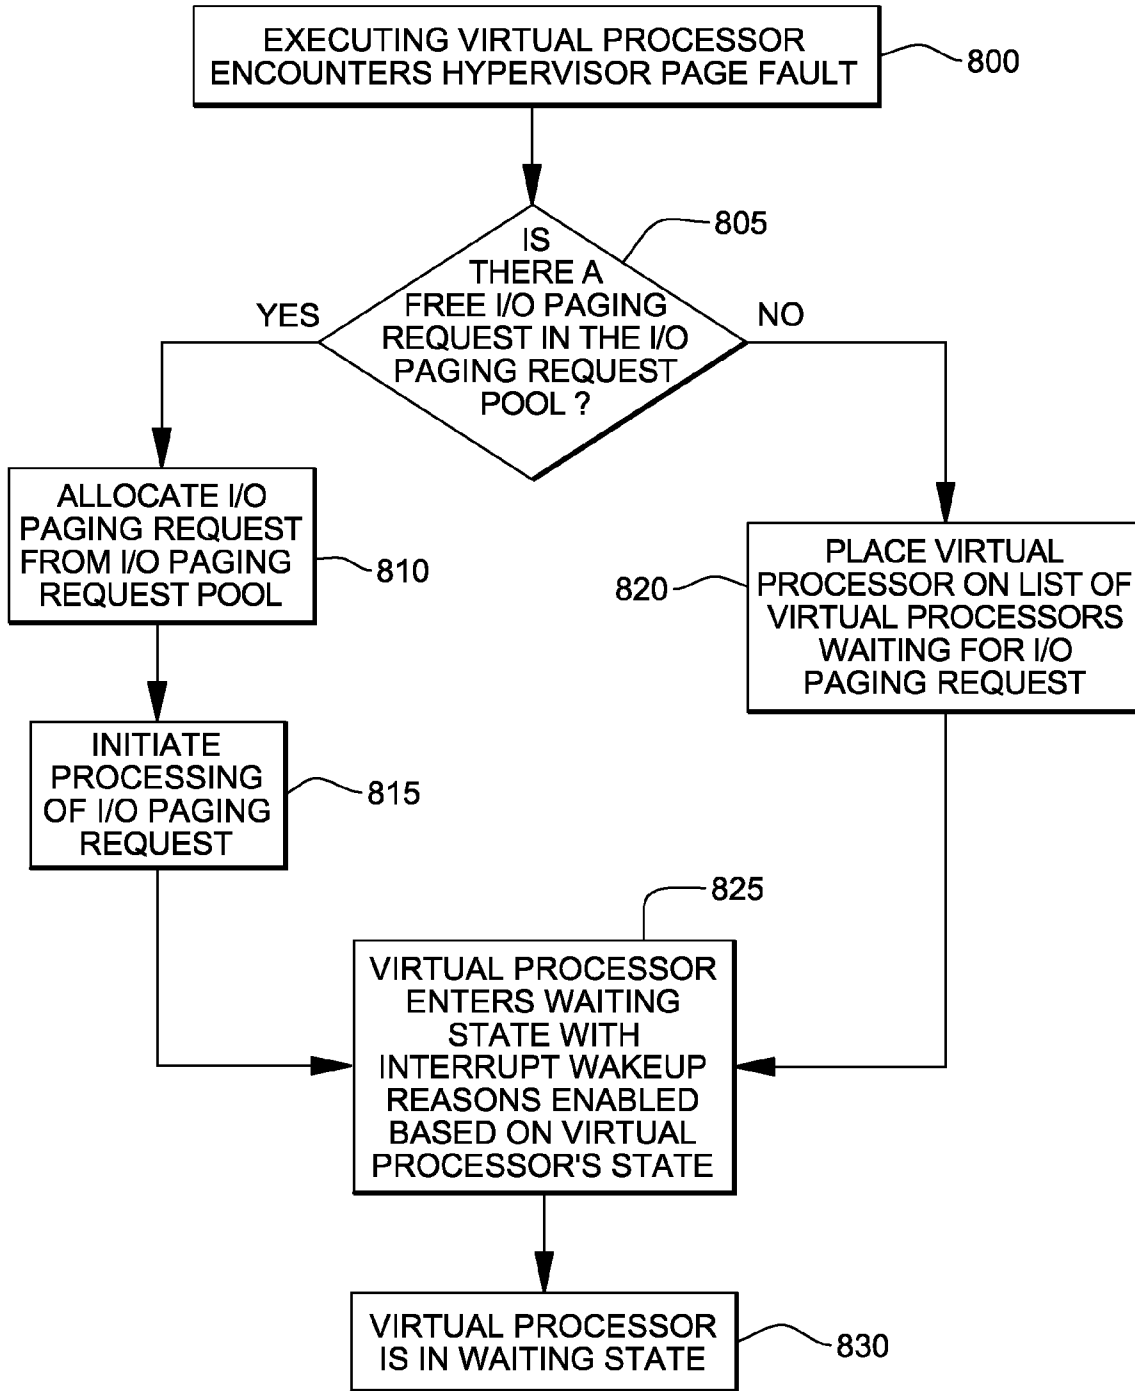 EXECUTING VIRTUAL PROCESSOR
ENCOUNTERS HYPERVISOR PAGE FAULT
800
IS
THERE A
FREE I/O PAGING
REQUEST IN THE I/O
PAGING REQUEST
POOL ?
805
YES
NO
ALLOCATE I/O
PAGING REQUEST
FROM I/O PAGING
REQUEST POOL
810
PLACE VIRTUAL
PROCESSOR ON LIST OF
VIRTUAL PROCESSORS
WAITING FOR I/O
PAGING REQUEST
820
INITIATE
PROCESSING
OF I/O PAGING
REQUEST
815
VIRTUAL PROCESSOR
ENTERS WAITING
STATE WITH
INTERRUPT WAKEUP
REASONS ENABLED
BASED ON VIRTUAL
PROCESSOR'S STATE
825
VIRTUAL PROCESSOR
IS IN WAITING STATE
830